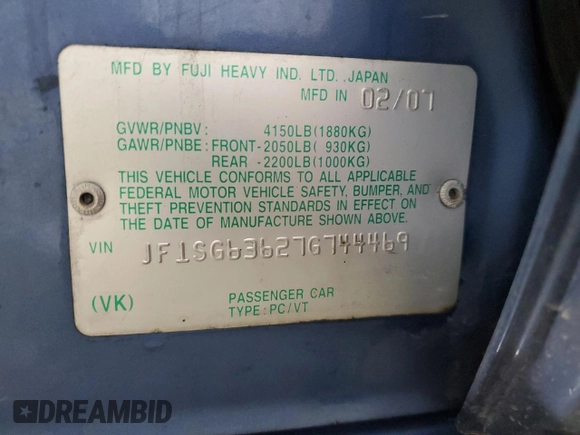 MFD BY FUJI HEAVY IND. LTD. JAPAN
MFD IN 02/07
GVWR/PNBV: 4150LB(1880KG)
GAWR/PNBE: FRONT-2050LB( 930KG)
REAR -2200LB(1000KG)
THIS VEHICLE CONFORMS TO ALL APPLICABLE
FEDERAL MOTOR VEHICLE SAFETY, BUMPER, AND
THEFT PREVENTION STANDARDS IN EFFECT ON
THE DATE OF MANUFACTURE SHOWN ABOVE.
VIN JF1SG63627G744469
(VK) PASSENGER CAR
TYPE: PC/VT
DREAMBID